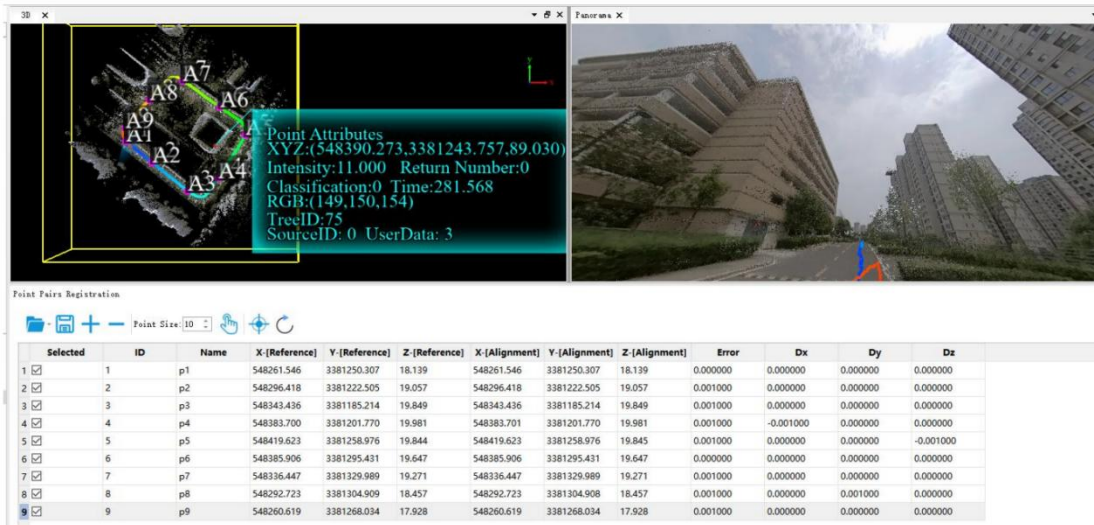 3D
Panorama
A7
A8
A6
A9
A1
A2
A4
A3
Point Attributes
XYZ:(548390.273,3381243.757,89.030)
Intensity:11.000 Return Number:0
Classification:0 Time:281.568
RGB:(149,150,154)
TreeID:75
SourceID: 0 UserData: 3
Point Pairs Registration
Point Size: 10
Selected ID Name X-[Reference] Y-[Reference] Z-[Reference] X-[Alignment] Y-[Alignment] Z-[Alignment] Error Dx Dy Dz
1 1 p1 548261.546 3381250.307 18.139 548261.546 3381250.307 18.139 0.000000 0.000000 0.000000 0.000000
2 2 p2 548296.418 3381222.505 19.057 548296.418 3381222.505 19.057 0.001000 0.000000 0.000000 0.000000
3 3 p3 548343.436 3381185.214 19.849 548343.436 3381185.214 19.849 0.001000 0.000000 0.000000 0.000000
4 4 p4 548383.700 3381201.770 19.981 548383.701 3381201.770 19.981 0.001000 -0.001000 0.000000 0.000000
5 5 p5 548419.623 3381258.976 19.844 548419.623 3381258.976 19.845 0.001000 0.000000 0.000000 -0.001000
6 6 p6 548385.906 3381295.431 19.647 548385.906 3381295.431 19.647 0.000000 0.000000 0.000000 0.000000
7 7 p7 548336.447 3381329.989 19.271 548336.447 3381329.989 19.271 0.001000 0.000000 0.000000 0.000000
8 8 p8 548292.723 3381304.909 18.457 548292.723 3381304.908 18.457 0.001000 0.000000 0.001000 0.000000
9 9 p9 548260.619 3381268.034 17.928 548260.619 3381268.034 17.928 0.001000 0.000000 0.000000 0.000000